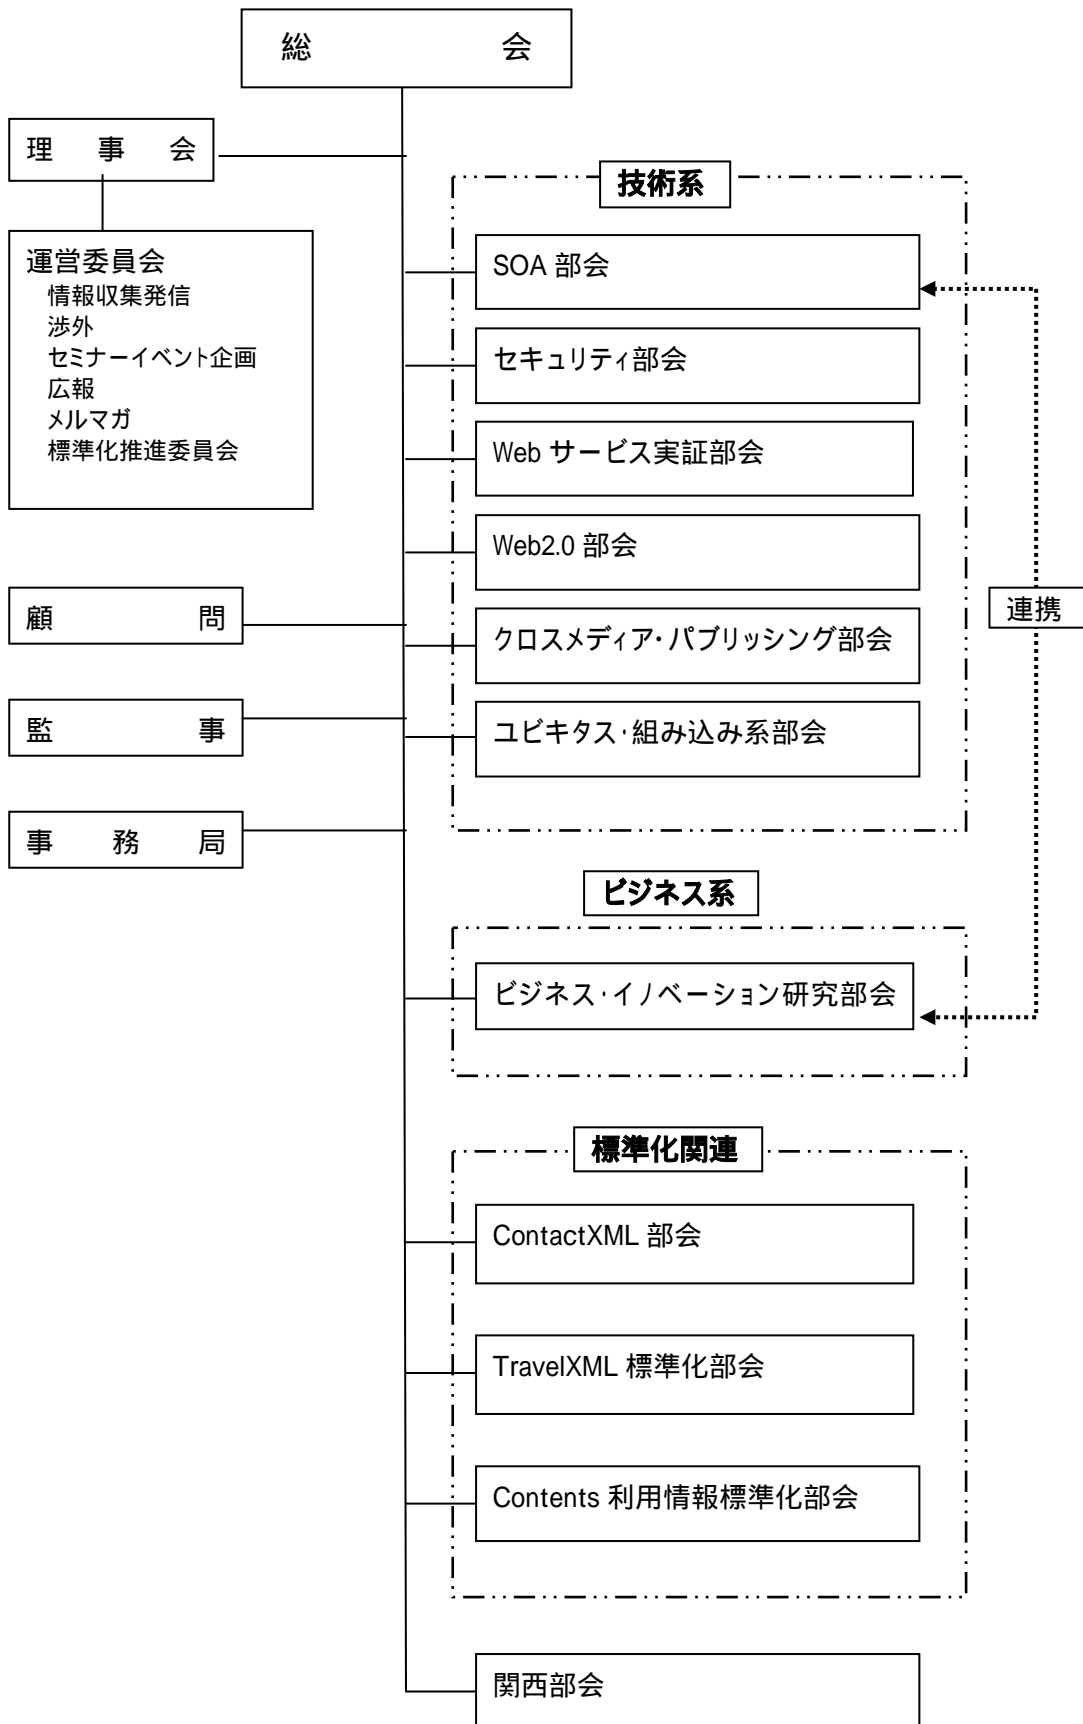 総会
理事会
運営委員会
情報収集発信
渉外
セミナーイベント企画
広報
メルマガ
標準化推進委員会
顧問
監事
事務局
技術系
SOA 部会
セキュリティ部会
Web サービス実証部会
Web2.0 部会
クロスメディア・パブリッシング部会
ユビキタス・組み込み系部会
連携
ビジネス系
ビジネス・イノベーション研究部会
標準化関連
ContactXML 部会
TravelXML 標準化部会
Contents 利用情報標準化部会
関西部会